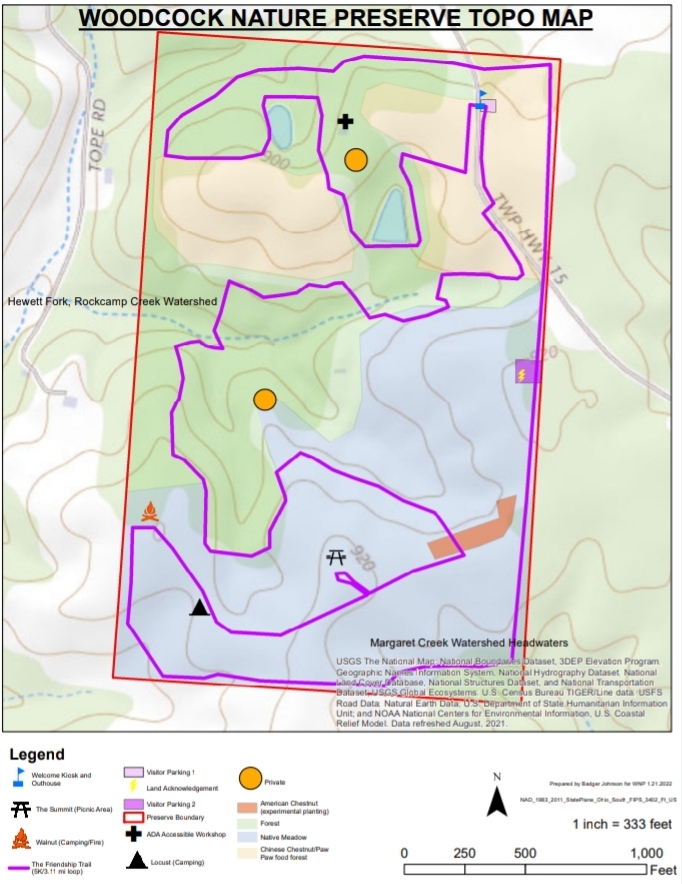 WOODCOCK NATURE PRESERVE TOPO MAP
TOPE RD
900
TWP HWY 15
Hewett Fork, Rockcamp Creek Watershed
920
920
Margaret Creek Watershed Headwaters
USGS The National Map: National Boundaries Dataset, 3DEP Elevation Program
Geographic Names Information System, National Hydrography Dataset, National
Land Cover Database, National Structures Dataset, and National Transportation
Dataset; USGS Global Ecosystems; U.S. Census Bureau TIGER/Line data; USFS
Road Data; Natural Earth Data; U.S. Department of State Humanitarian Information
Unit; and NOAA National Centers for Environmental Information, U.S. Coastal
Relief Model. Data refreshed August, 2021.
Legend
Welcome Kiosk and
Outhouse
The Summit (Picnic Area)
Walnut (Camping/Fire)
The Friendship Trail
(5K/3.11 mi loop)
Visitor Parking 1
Land Acknowledgement
Visitor Parking 2
Preserve Boundary
ADA Accessible Workshop
Locust (Camping)
Private
American Chestnut
(experimental planting)
Forest
Native Meadow
Chinese Chestnut/Paw
Paw food forest
N
Prepared by Badger Johnson for WNP 1.21.2022
NAD_1983_2011_StatePlane_Ohio_South_FIPS_3402_Ft_US
1 inch = 333 feet
0 250 500 1,000
Feet